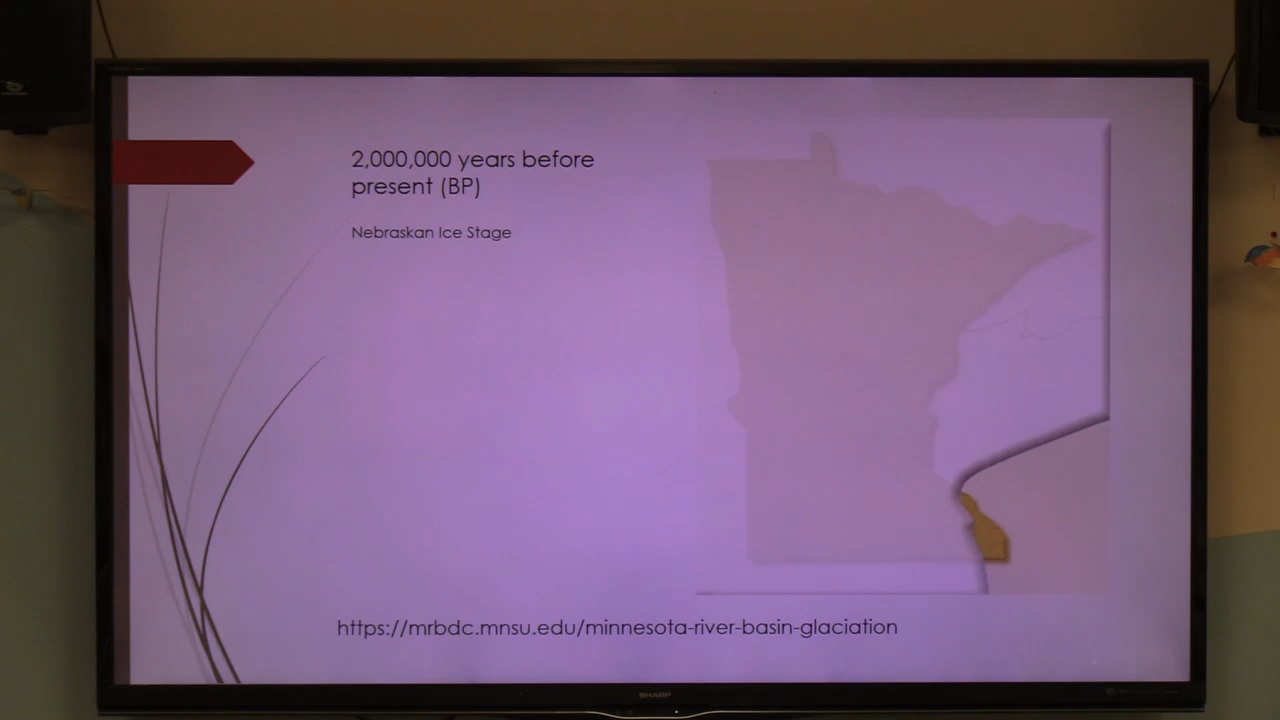 2,000,000 years before
present (BP)
Nebraskan Ice Stage
https://mrbdc.mnsu.edu/minnesota-river-basin-glaciation
SHARP